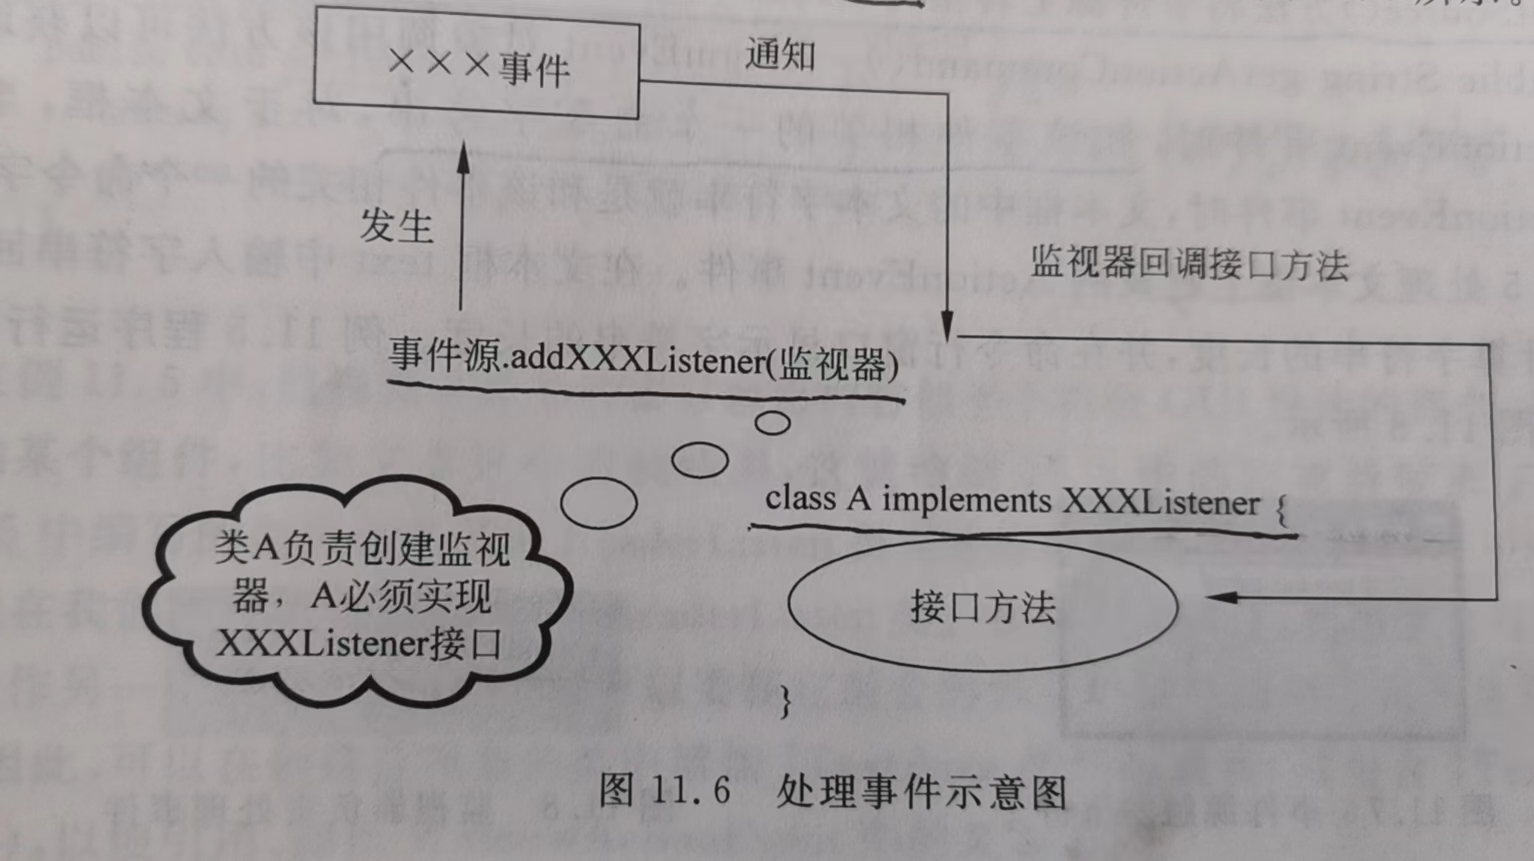 ×××事件
通知
发生
监视器回调接口方法
事件源.addXXXListener(监视器)
class A implements XXXListener {
类A负责创建监视
器，A必须实现
XXXListener接口
接口方法
}
图 11.6 处理事件示意图